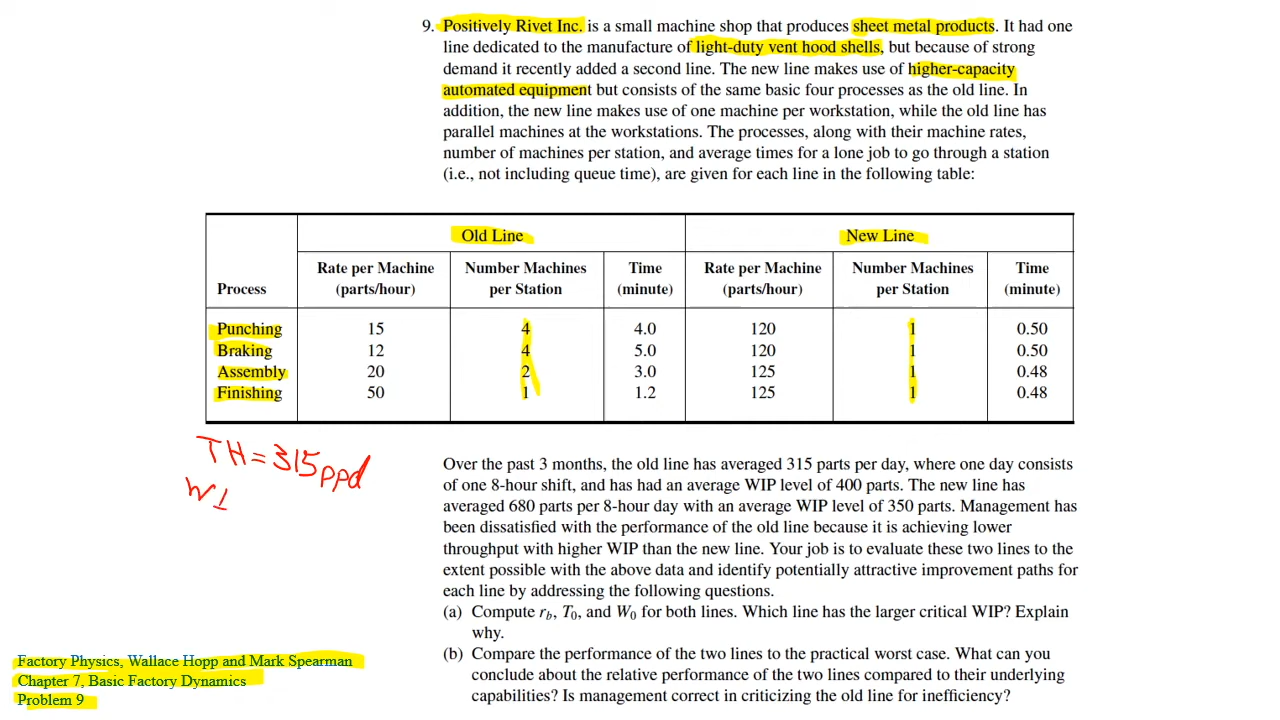 9. Positively Rivet Inc. is a small machine shop that produces sheet metal products. It had one
line dedicated to the manufacture of light-duty vent hood shells, but because of strong
demand it recently added a second line. The new line makes use of higher-capacity
automated equipment but consists of the same basic four processes as the old line. In
addition, the new line makes use of one machine per workstation, while the old line has
parallel machines at the workstations. The processes, along with their machine rates,
number of machines per station, and average times for a lone job to go through a station
(i.e., not including queue time), are given for each line in the following table:
Old Line New Line
Rate per Machine Number Machines Time Rate per Machine Number Machines Time
Process (parts/hour) per Station (minute) (parts/hour) per Station (minute)
Punching 15 4 4.0 120 1 0.50
Braking 12 4 5.0 120 1 0.50
Assembly 20 2 3.0 125 1 0.48
Finishing 50 1 1.2 125 1 0.48
TH = 315 ppd
WI
Over the past 3 months, the old line has averaged 315 parts per day, where one day consists
of one 8-hour shift, and has had an average WIP level of 400 parts. The new line has
averaged 680 parts per 8-hour day with an average WIP level of 350 parts. Management has
been dissatisfied with the performance of the old line because it is achieving lower
throughput with higher WIP than the new line. Your job is to evaluate these two lines to the
extent possible with the above data and identify potentially attractive improvement paths for
each line by addressing the following questions.
(a) Compute r_b, T_0, and W_0 for both lines. Which line has the larger critical WIP? Explain
why.
(b) Compare the performance of the two lines to the practical worst case. What can you
conclude about the relative performance of the two lines compared to their underlying
capabilities? Is management correct in criticizing the old line for inefficiency?
Factory Physics, Wallace Hopp and Mark Spearman
Chapter 7, Basic Factory Dynamics
Problem 9